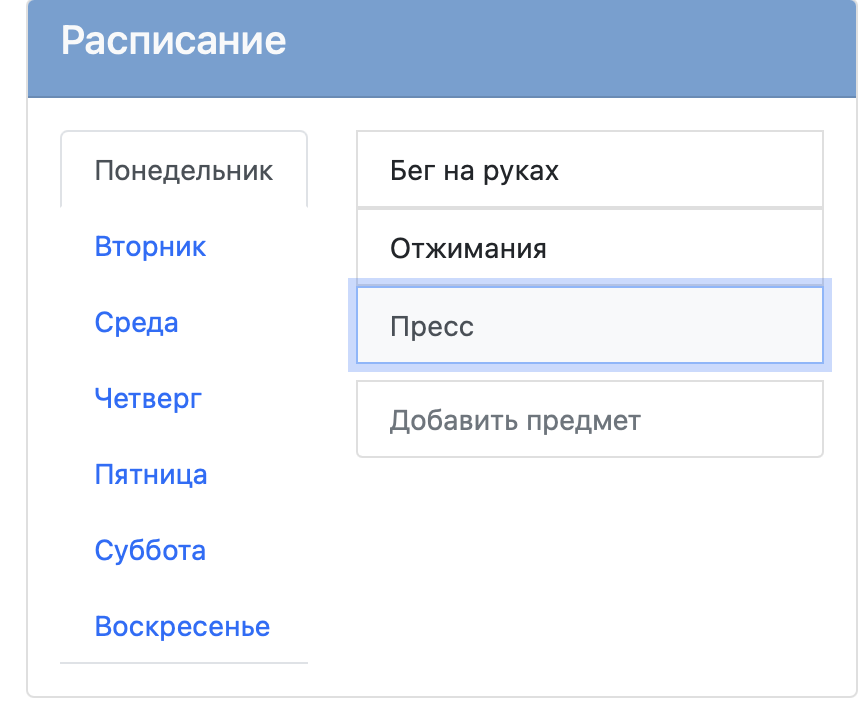 Расписание
Понедельник
Вторник
Среда
Четверг
Пятница
Суббота
Воскресенье
Бег на руках
Отжимания
Пресс
Добавить предмет